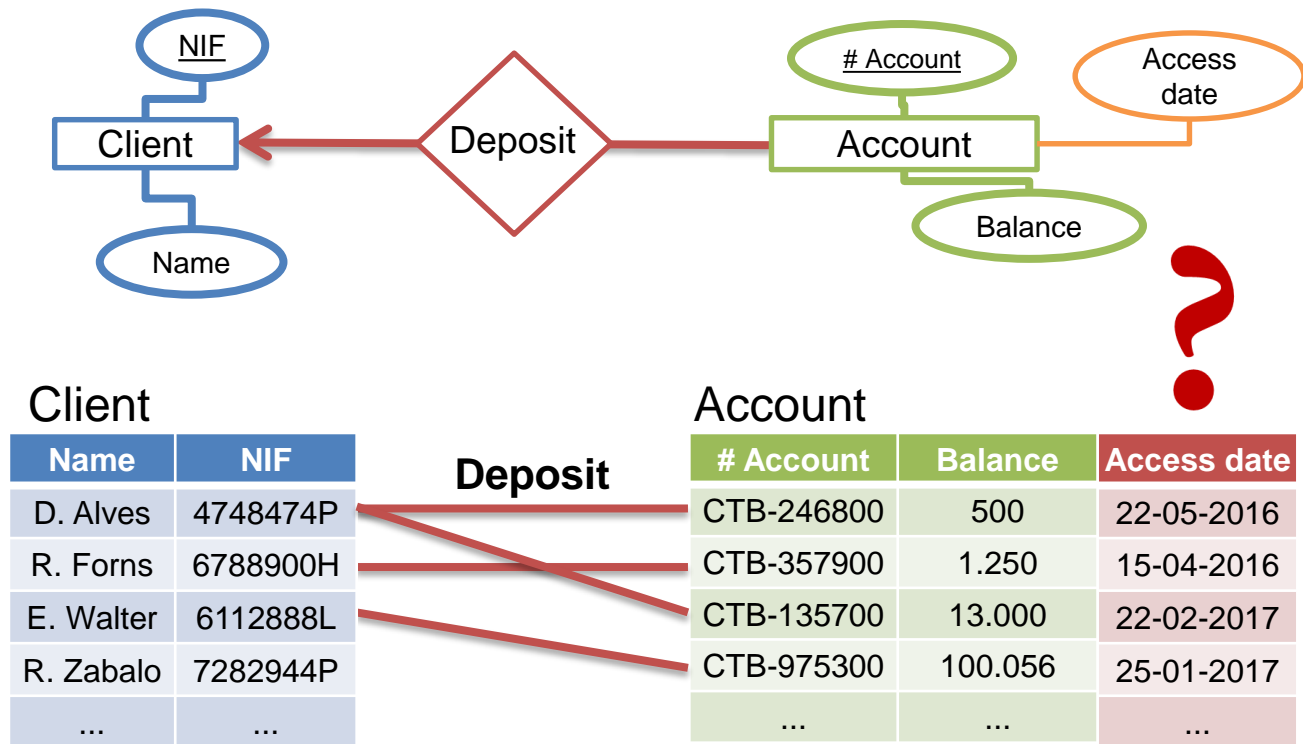 NIF
# Account
Access
date
Client
Deposit
Account
Name
Balance
?
Client
Account
Name NIF
Deposit
# Account Balance Access date
D. Alves 4748474P
CTB-246800 500 22-05-2016
R. Forns 6788900H
CTB-357900 1.250 15-04-2016
E. Walter 6112888L
CTB-135700 13.000 22-02-2017
R. Zabalo 7282944P
CTB-975300 100.056 25-01-2017
... ...
... ... ...